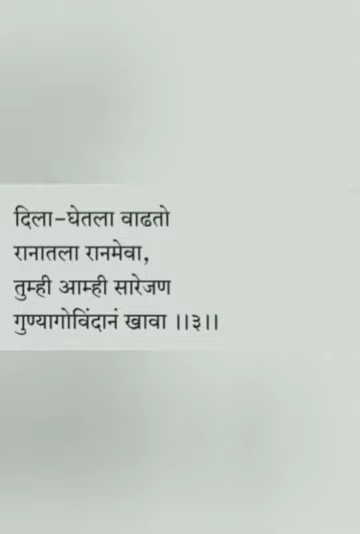 दिला-घेतला वाढतो
रानातला रानमेवा,
तुम्ही आम्ही सारेजण
गुण्यागोविंदानं खावा ।।३।।